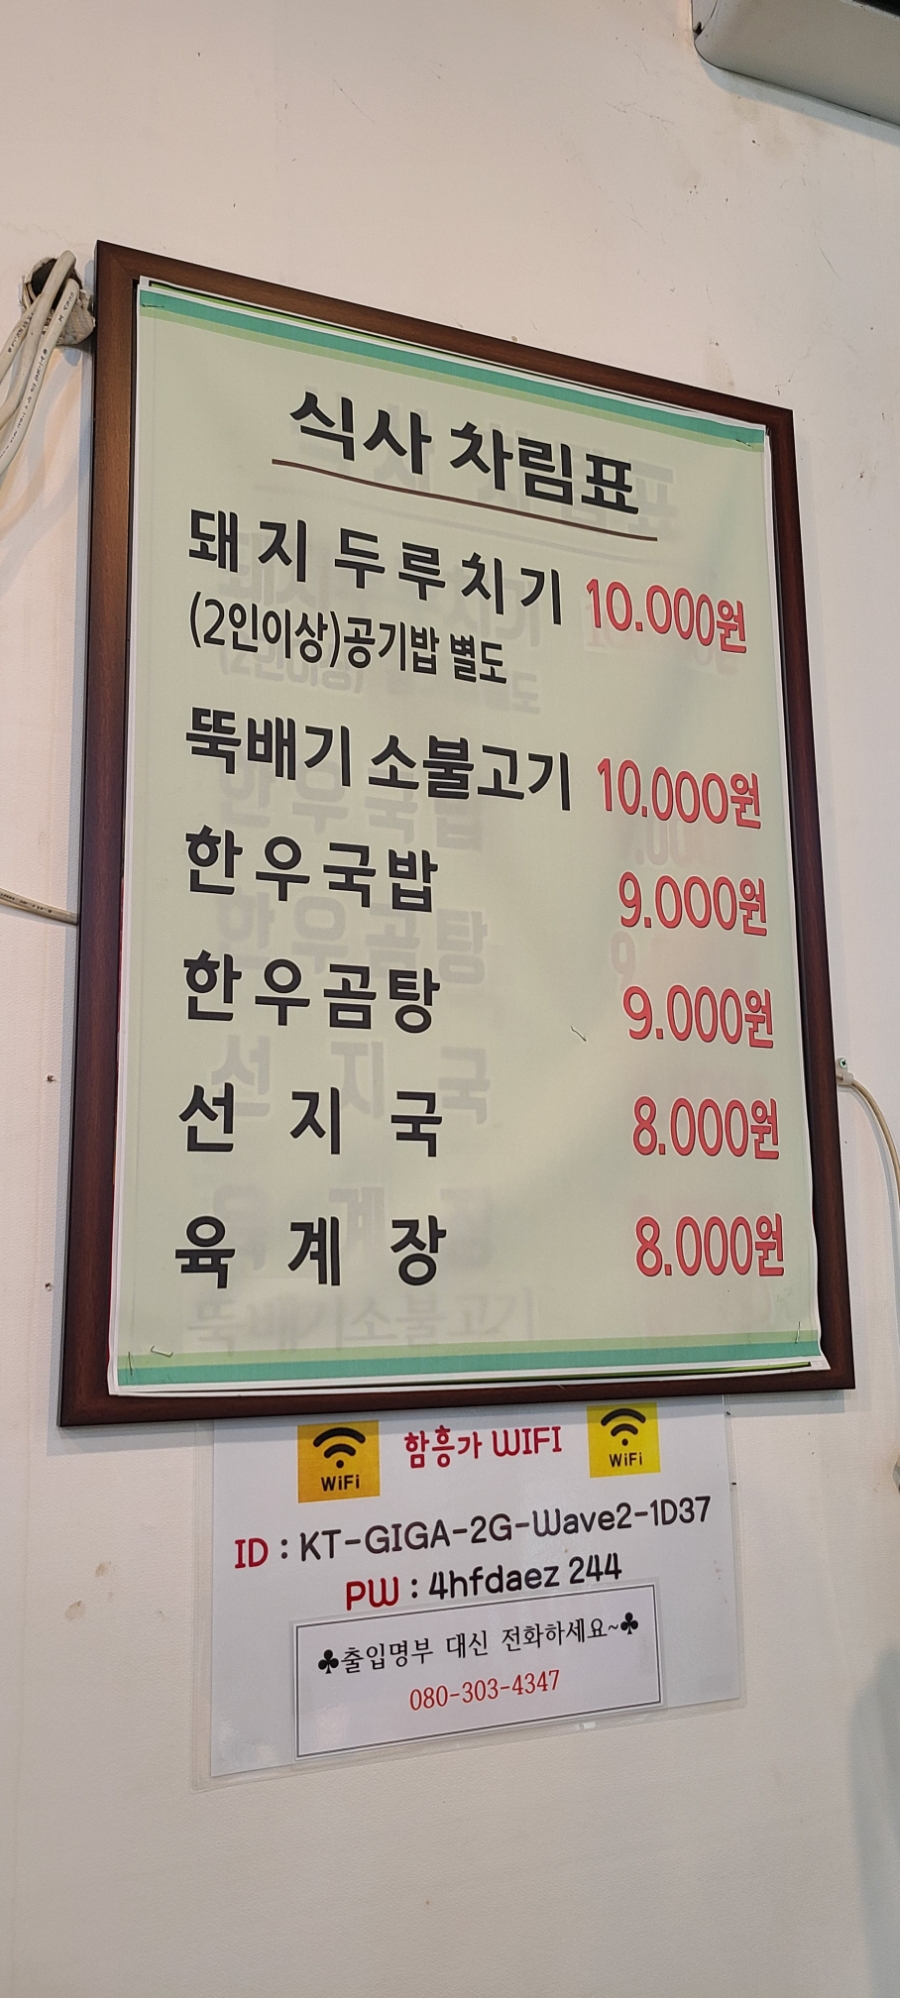 식사 차림표
돼지 두루치기 10.000원
(2인이상)공기밥 별도
뚝배기 소불고기 10.000원
한우국밥 9.000원
한우곰탕 9.000원
선지국 8.000원
육계장 8.000원
WiFi 함흥가 WIFI WiFi
ID : KT-GIGA-2G-Wave2-1D37
PW : 4hfdaez 244
♣출입명부 대신 전화하세요~♣
080-303-4347